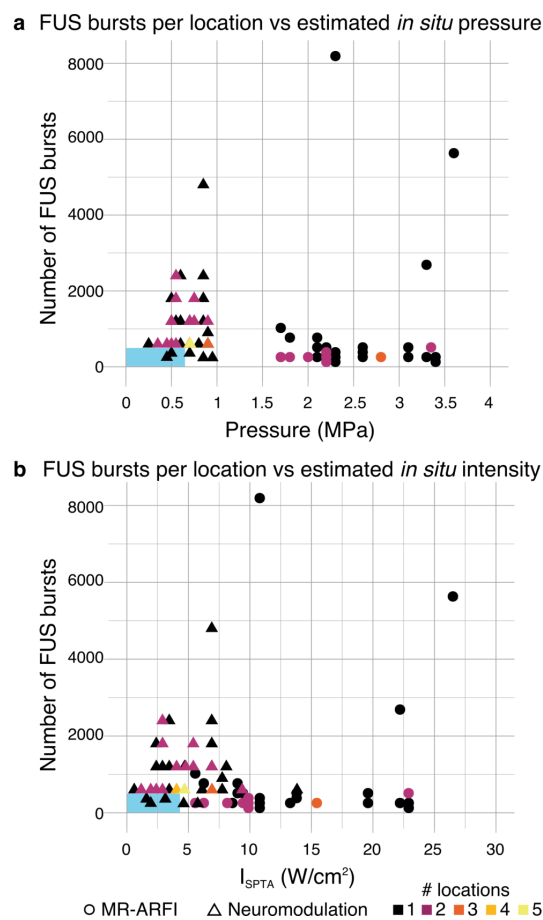 a FUS bursts per location vs estimated in situ pressure
8000
6000
4000
2000
0
Number of FUS bursts
0 0.5 1 1.5 2 2.5 3 3.5 4
Pressure (MPa)
b FUS bursts per location vs estimated in situ intensity
8000
6000
4000
2000
0
Number of FUS bursts
0 5 10 15 20 25 30
I_SPTA (W/cm²)
# locations
MR-ARFI Neuromodulation 1 2 3 4 5